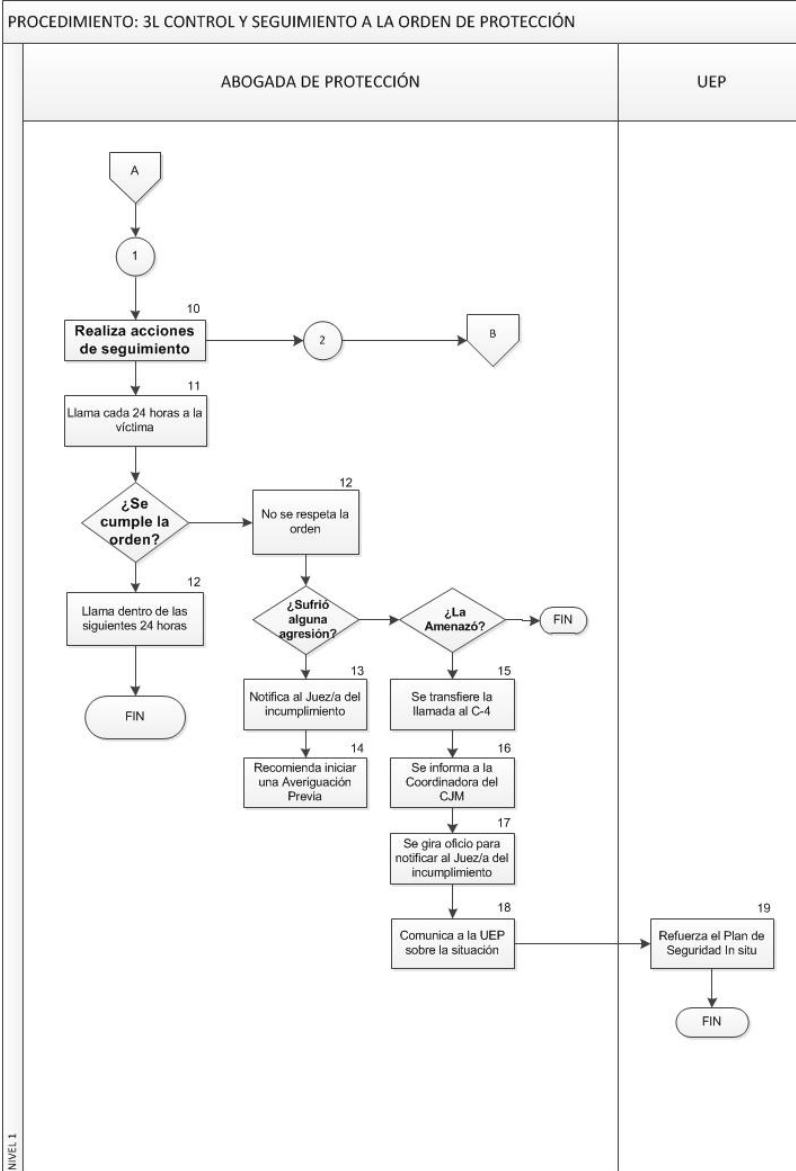 PROCEDIMIENTO: 3L CONTROL Y SEGUIMIENTO A LA ORDEN DE PROTECCIÓN
ABOGADA DE PROTECCIÓN
UEP
A
1
10
Realiza acciones
de seguimiento
2
B
11
Llama cada 24 horas a la
víctima
¿Se
cumple la
orden?
12
No se respeta la
orden
12
Llama dentro de las
siguientes 24 horas
FIN
¿Sufrió
alguna
agresión?
¿La
Amenazó?
FIN
13
Notifica al Juez/a del
incumplimiento
14
Recomienda iniciar
una Averiguación
Previa
15
Se transfiere la
llamada al C-4
16
Se informa a la
Coordinadora del
CJM
17
Se gira oficio para
notificar al Juez/a del
incumplimiento
18
Comunica a la UEP
sobre la situación
19
Refuerza el Plan de
Seguridad In situ
FIN
NIVEL 1